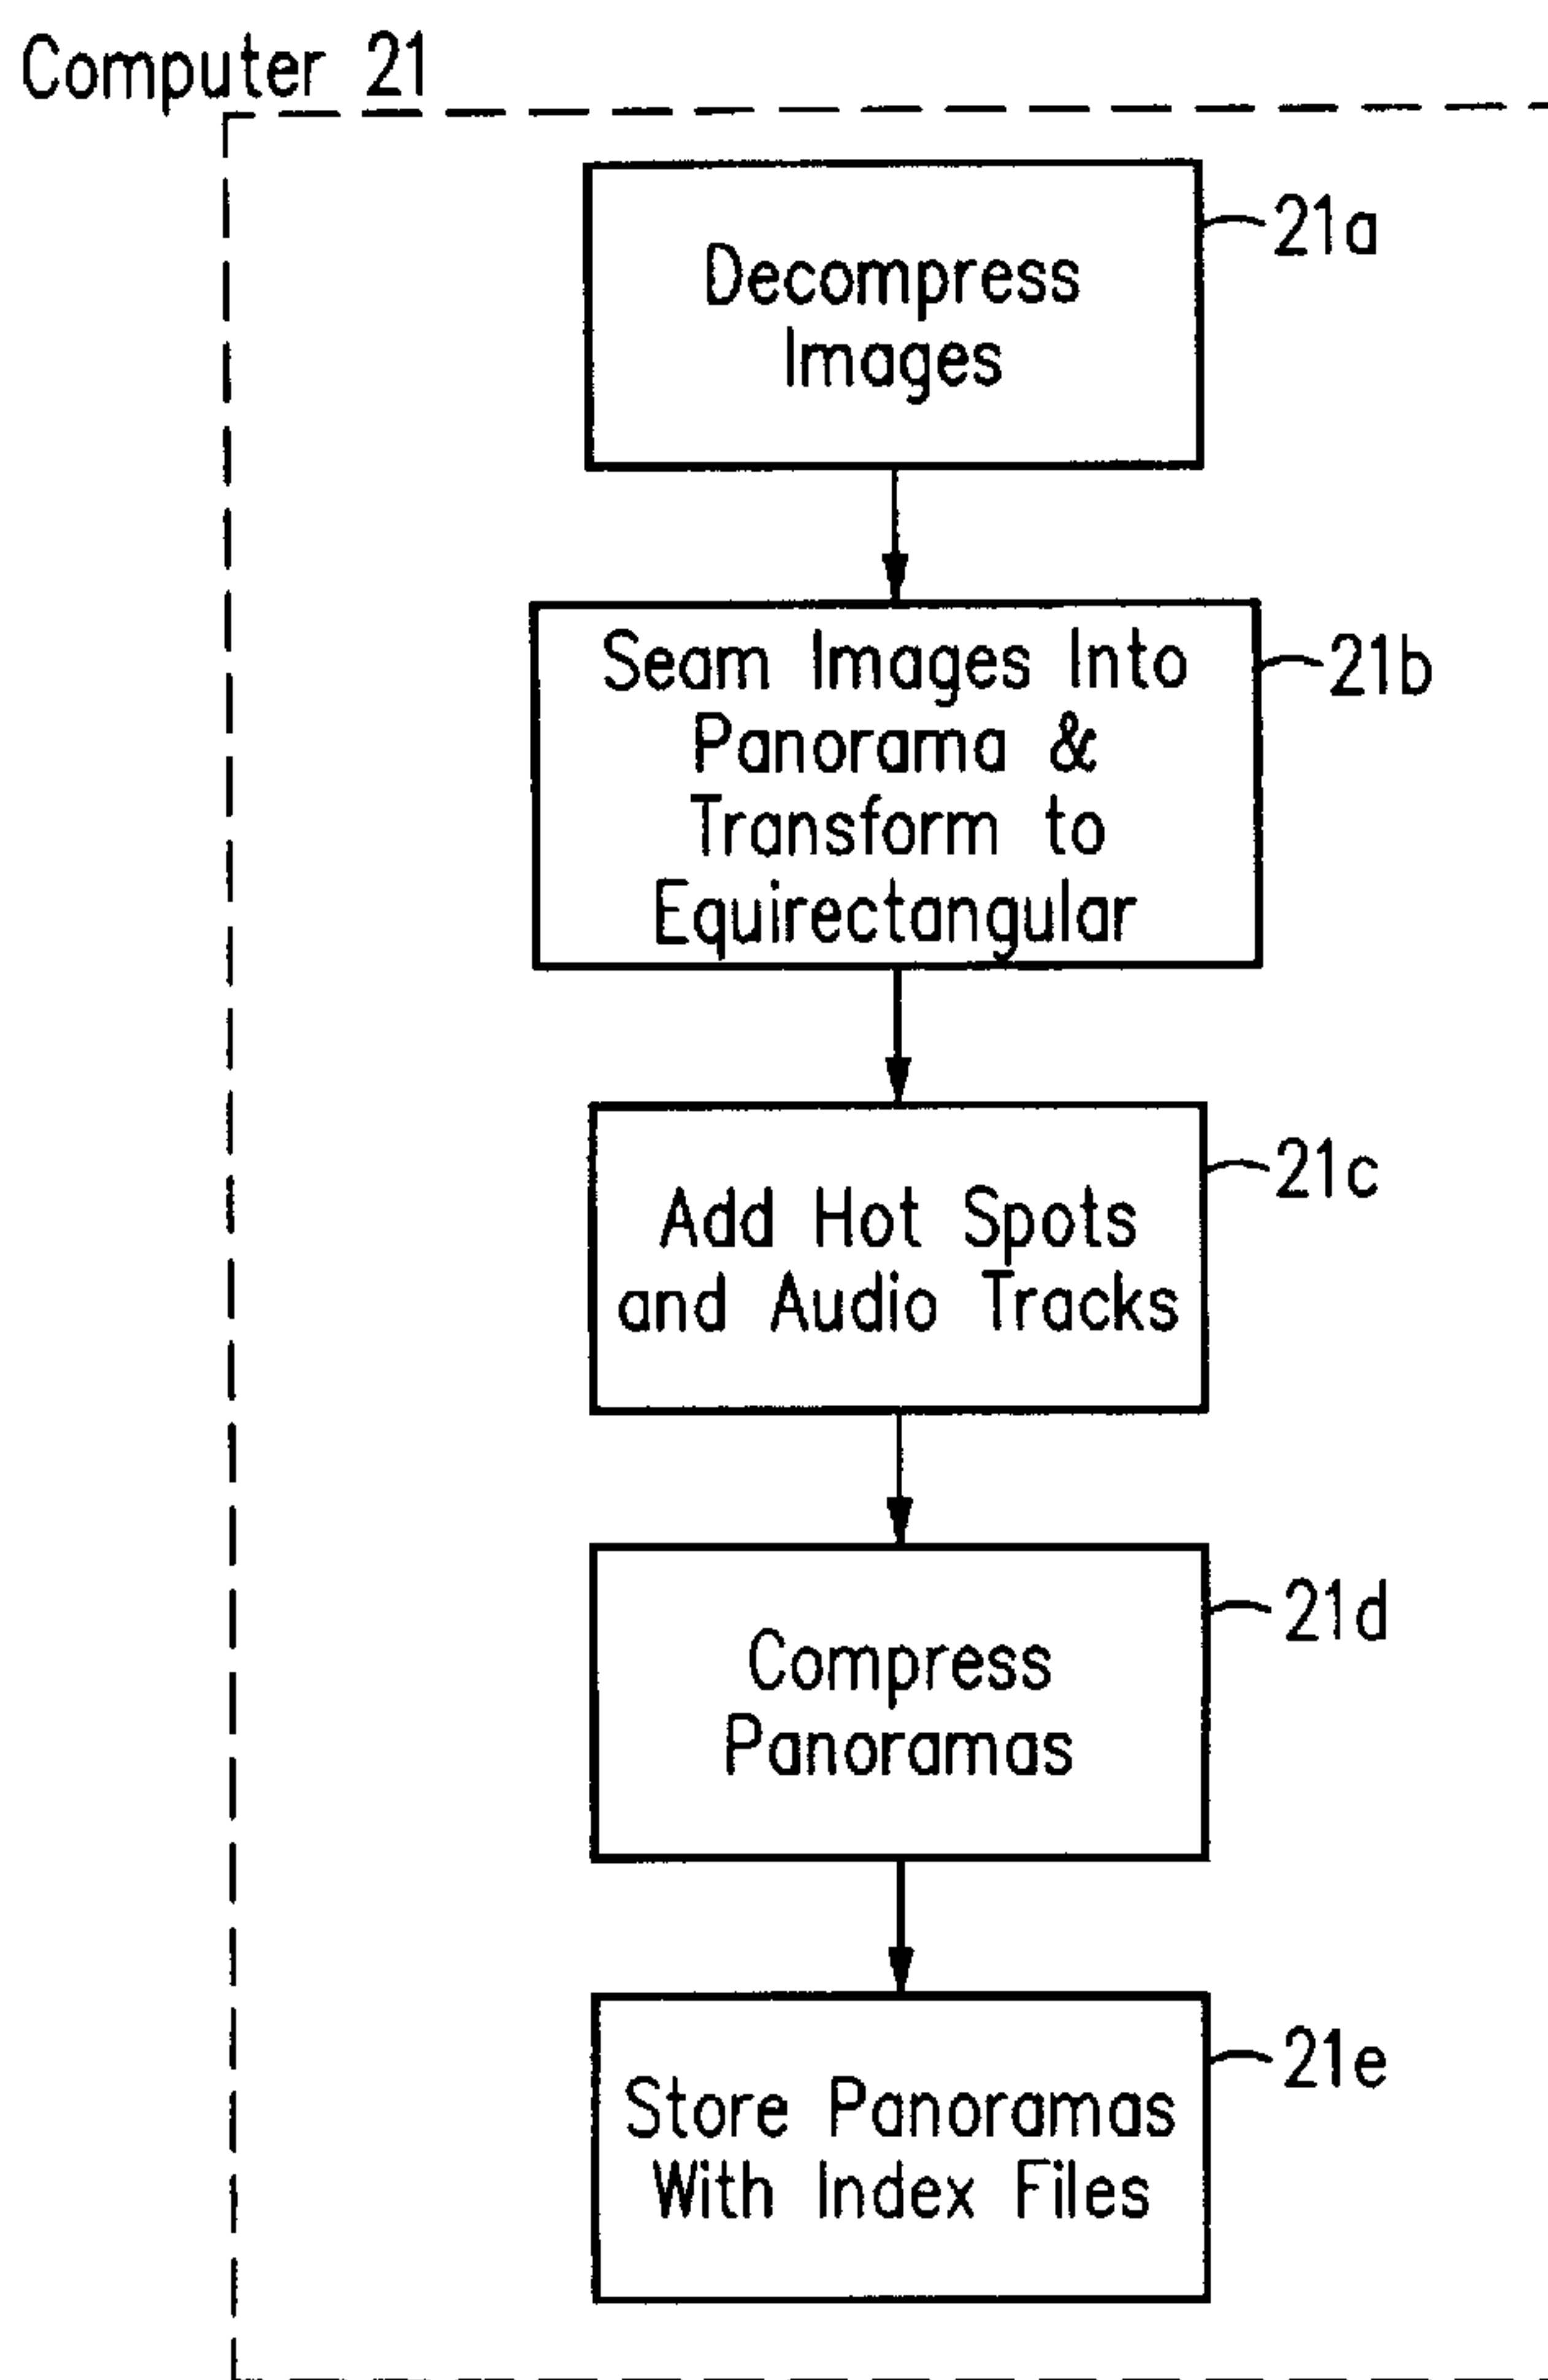 Computer 21
21a
Decompress
Images
Seam Images Into
21b
Panorama &
Transform to
Equirectangular
21c
Add Hot Spots
and Audio Tracks
21d
Compress
Panoramas
21e
Store Panoramas
With Index Files